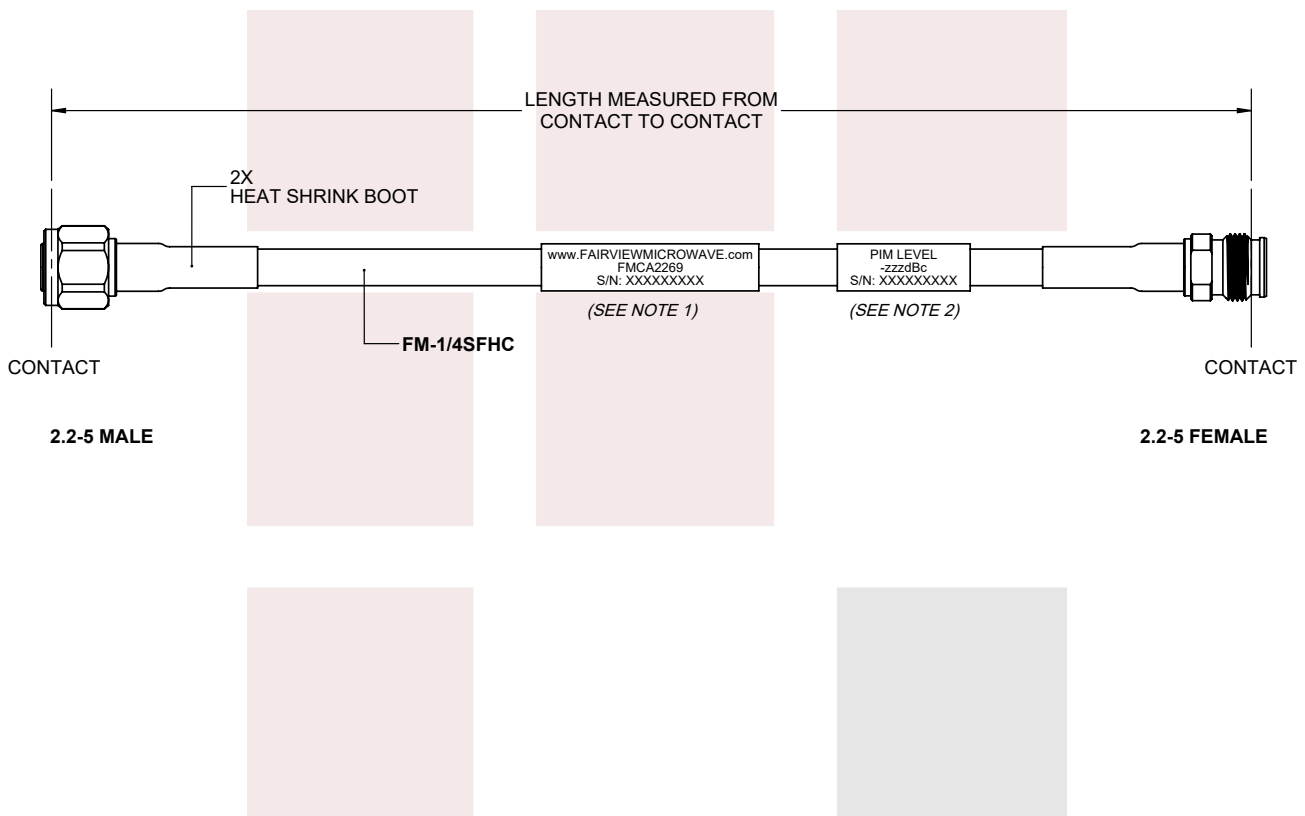 LENGTH MEASURED FROM
CONTACT TO CONTACT
2X
HEAT SHRINK BOOT
www.FAIRVIEWMICROWAVE.com
FMCA2269
S/N: XXXXXXXXX
PIM LEVEL
-zzzdBc
S/N: XXXXXXXXX
(SEE NOTE 1)
(SEE NOTE 2)
FM-1/4SFHC
CONTACT
CONTACT
2.2-5 MALE
2.2-5 FEMALE